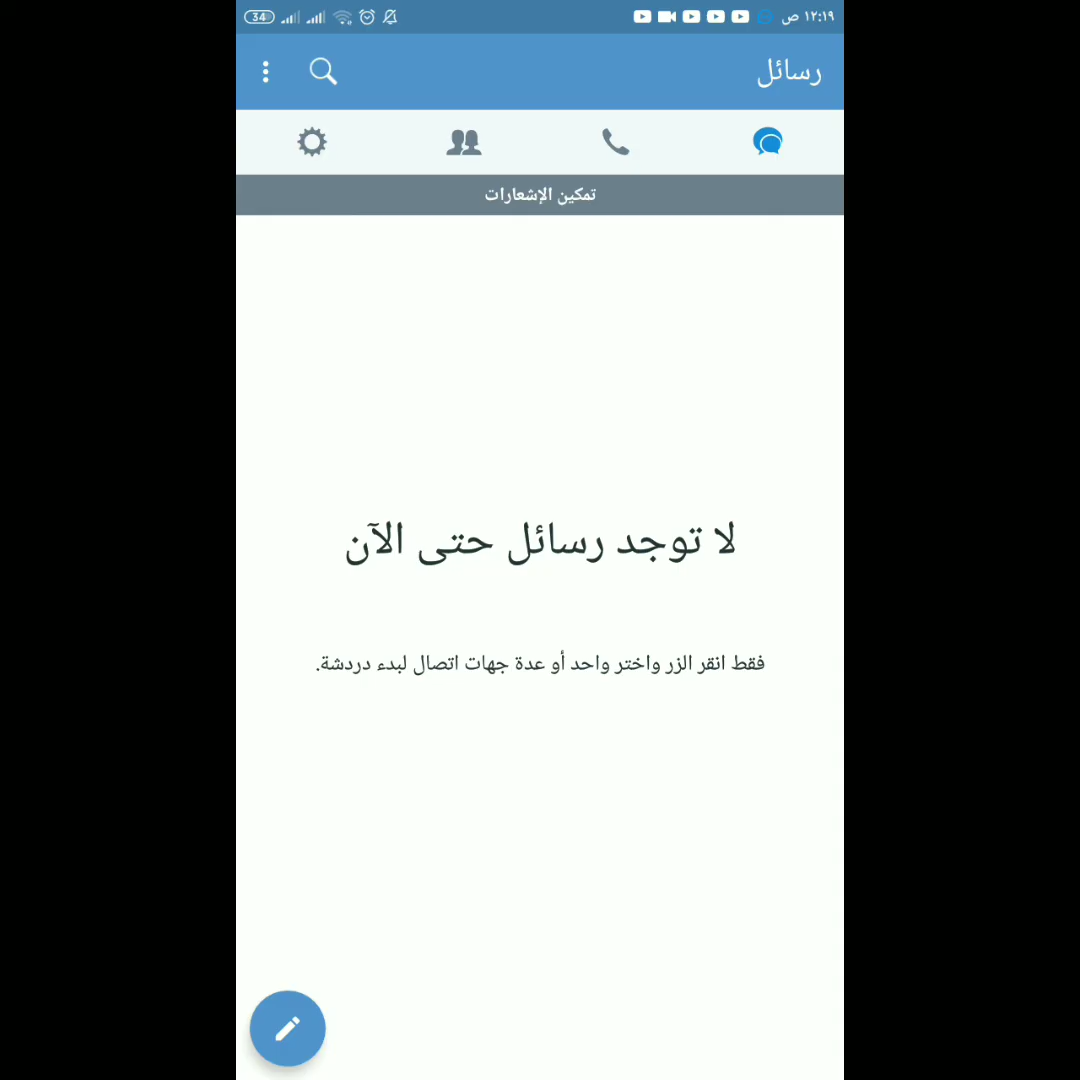 ١٢:١٩ ص
34
رسائل
تمكين الإشعارات
لا توجد رسائل حتى الآن
فقط انقر الزر واختر واحد أو عدة جهات اتصال لبدء دردشة.